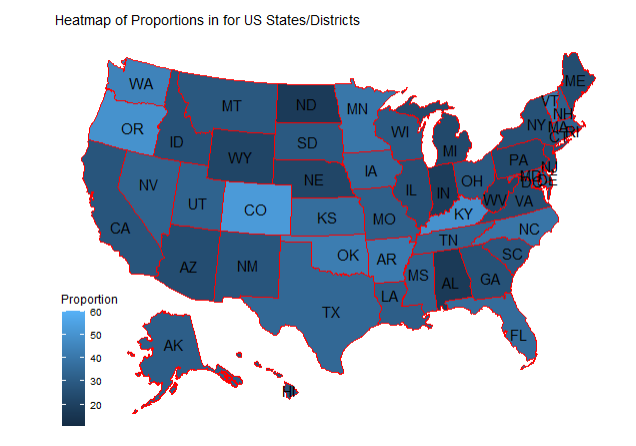 Heatmap of Proportions in for US States/Districts
WA
MT
ND
MN
ME
VT
NH
OR
ID
SD
WI
MI
NY
MA
CT
RI
WY
NE
IA
PA
NJ
NV
UT
CO
KS
IL
IN
OH
MD
DC
DE
WV
VA
CA
MO
KY
AZ
NM
OK
AR
TN
NC
SC
MS
AL
GA
TX
LA
FL
AK
HI
Proportion
60
50
40
30
20